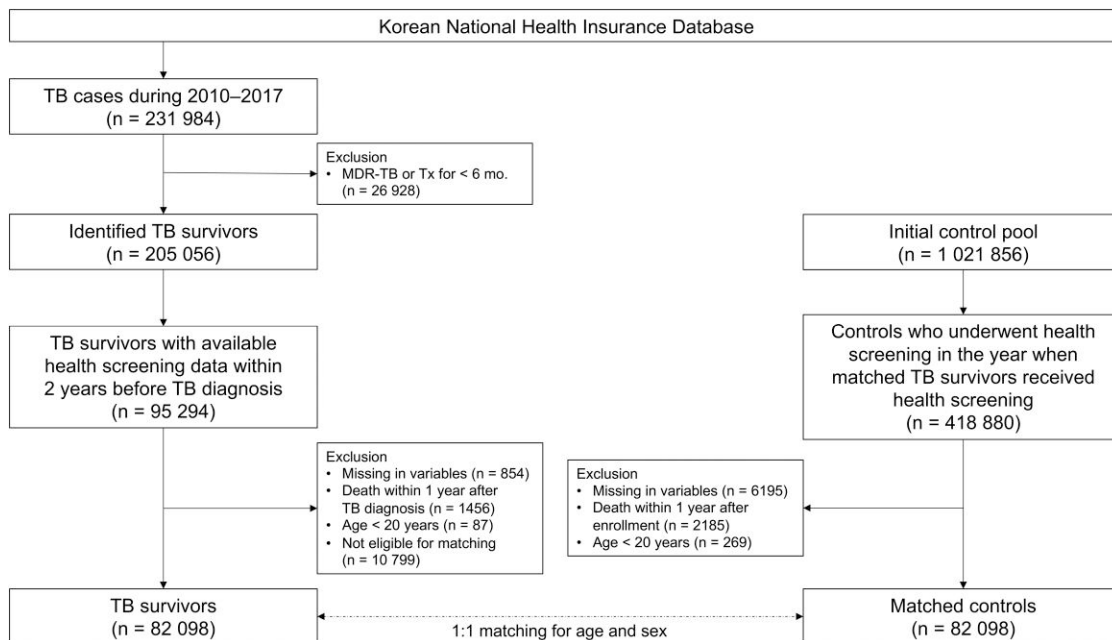 Korean National Health Insurance Database
TB cases during 2010–2017
(n = 231 984)
Exclusion
• MDR-TB or Tx for < 6 mo.
(n = 26 928)
Identified TB survivors
(n = 205 056)
Initial control pool
(n = 1 021 856)
TB survivors with available
health screening data within
2 years before TB diagnosis
(n = 95 294)
Controls who underwent health
screening in the year when
matched TB survivors received
health screening
(n = 418 880)
Exclusion
• Missing in variables (n = 854)
• Death within 1 year after
TB diagnosis (n = 1456)
• Age < 20 years (n = 87)
• Not eligible for matching
(n = 10 799)
Exclusion
• Missing in variables (n = 6195)
• Death within 1 year after
enrollment (n = 2185)
• Age < 20 years (n = 269)
TB survivors
(n = 82 098)
1:1 matching for age and sex
Matched controls
(n = 82 098)